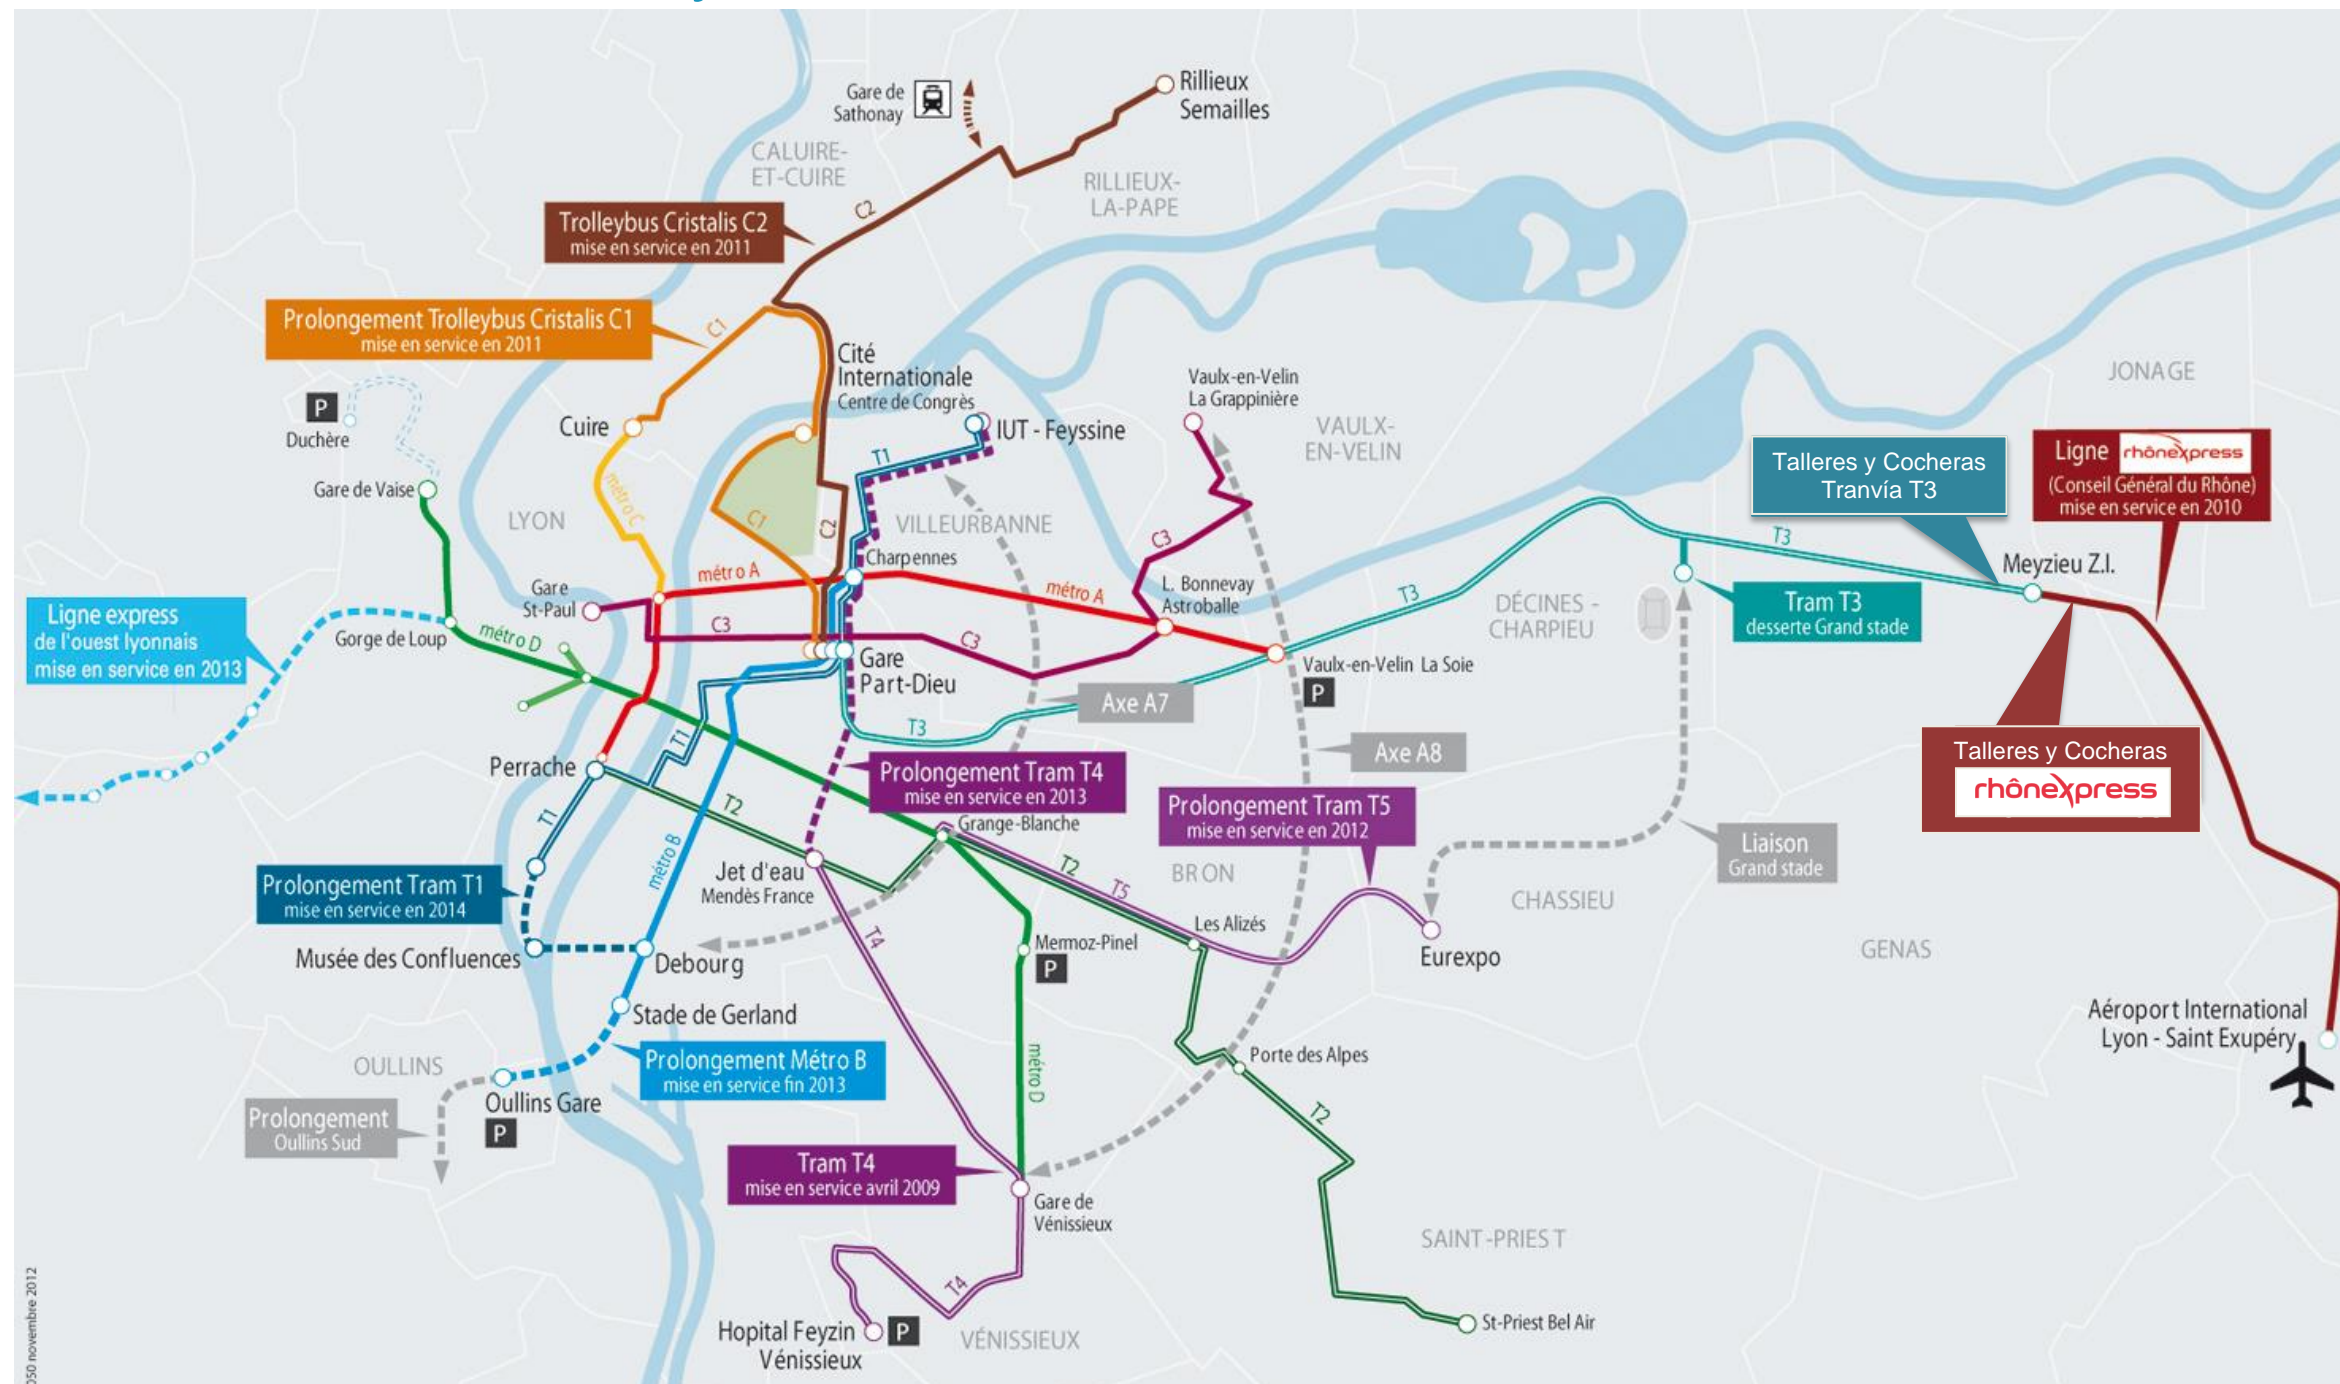 Gare de
Sathonay
Rillieux
Semailles
CALUIRE-
ET-CUIRE
RILLIEUX-
LA-PAPE
C2
Trolleybus Cristalis C2
mise en service en 2011
Prolongement Trolleybus Cristalis C1
mise en service en 2011
C1
Cité
Internationale
Centre de Congrès
P
Duchère
Cuire
IUT - Feyssine
Vaulx-en-Velin
La Grappinière
VAULX-
EN-VELIN
JONAGE
Talleres y Cocheras
Tranvía T3
Ligne rhônexpress
(Conseil Général du Rhône)
mise en service en 2010
Gare de Vaise
métro C
T1
C1
C2
LYON
VILLEURBANNE
C3
T3
Charpennes
Meyzieu Z.I.
métro A
métro A
L. Bonnevay
Astroballe
Gare
St-Paul
T3
DÉCINES -
CHARPIEU
Tram T3
desserte Grand stade
Ligne express
de l'ouest lyonnais
mise en service en 2013
Gorge de Loup
métro D
C3
C3
Gare
Part-Dieu
Vaulx-en-Velin La Soie
P
Axe A7
T3
T1
Axe A8
Talleres y Cocheras
rhônexpress
Perrache
Prolongement Tram T4
mise en service en 2013
Prolongement Tram T5
mise en service en 2012
T2
T1
Grange-Blanche
Liaison
Grand stade
métro B
Jet d'eau
Mendès France
T2
T5
BRON
CHASSIEU
Prolongement Tram T1
mise en service en 2014
Les Alizés
T4
Mermoz-Pinel
P
Musée des Confluences
Debourg
Eurexpo
GENAS
Stade de Gerland
Aéroport International
Lyon - Saint Exupéry
OULLINS
Prolongement Métro B
mise en service fin 2013
métro D
Porte des Alpes
Oullins Gare
P
Prolongement
Oullins Sud
T2
Tram T4
mise en service avril 2009
Gare de
Vénissieux
SAINT-PRIEST
T4
Hopital Feyzin
Vénissieux
P
VÉNISSIEUX
St-Priest Bel Air
novembre 2012